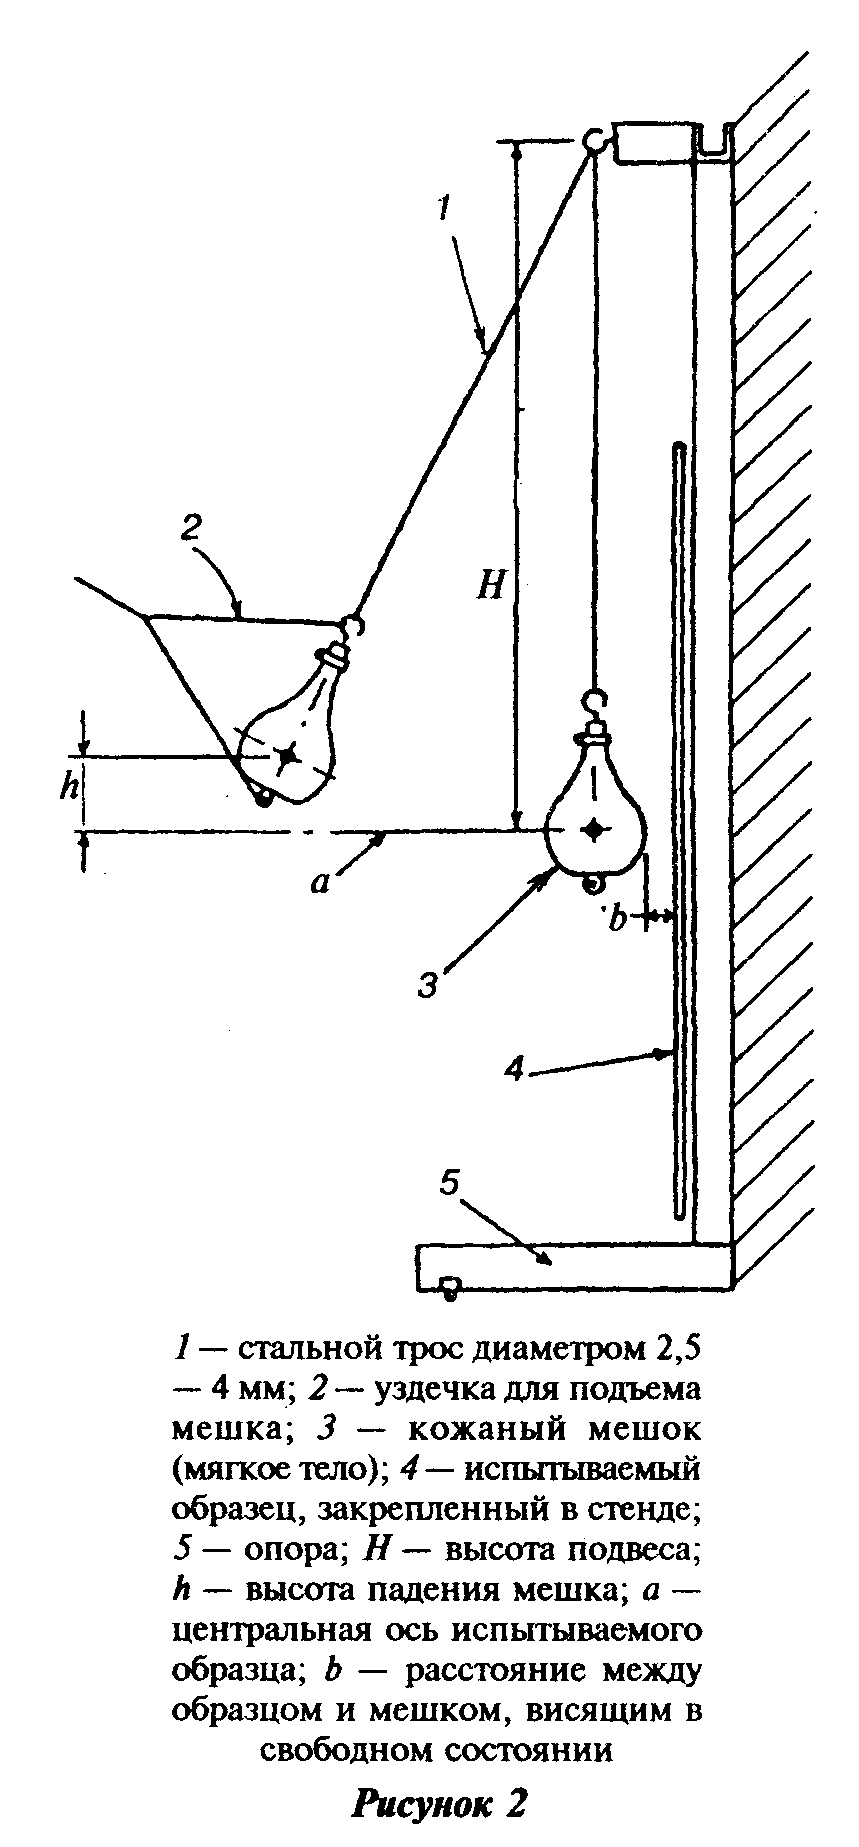 1
2
H
h
a
3
b
4
5
1 — стальной трос диаметром 2,5
— 4 мм; 2 — уздечка для подъема
мешка; 3 — кожаный мешок
(мягкое тело); 4 — испытываемый
образец, закрепленный в стенде;
5 — опора; H — высота подвеса;
h — высота падения мешка; a —
центральная ось испытываемого
образца; b — расстояние между
образцом и мешком, висящим в
свободном состоянии
Рисунок 2